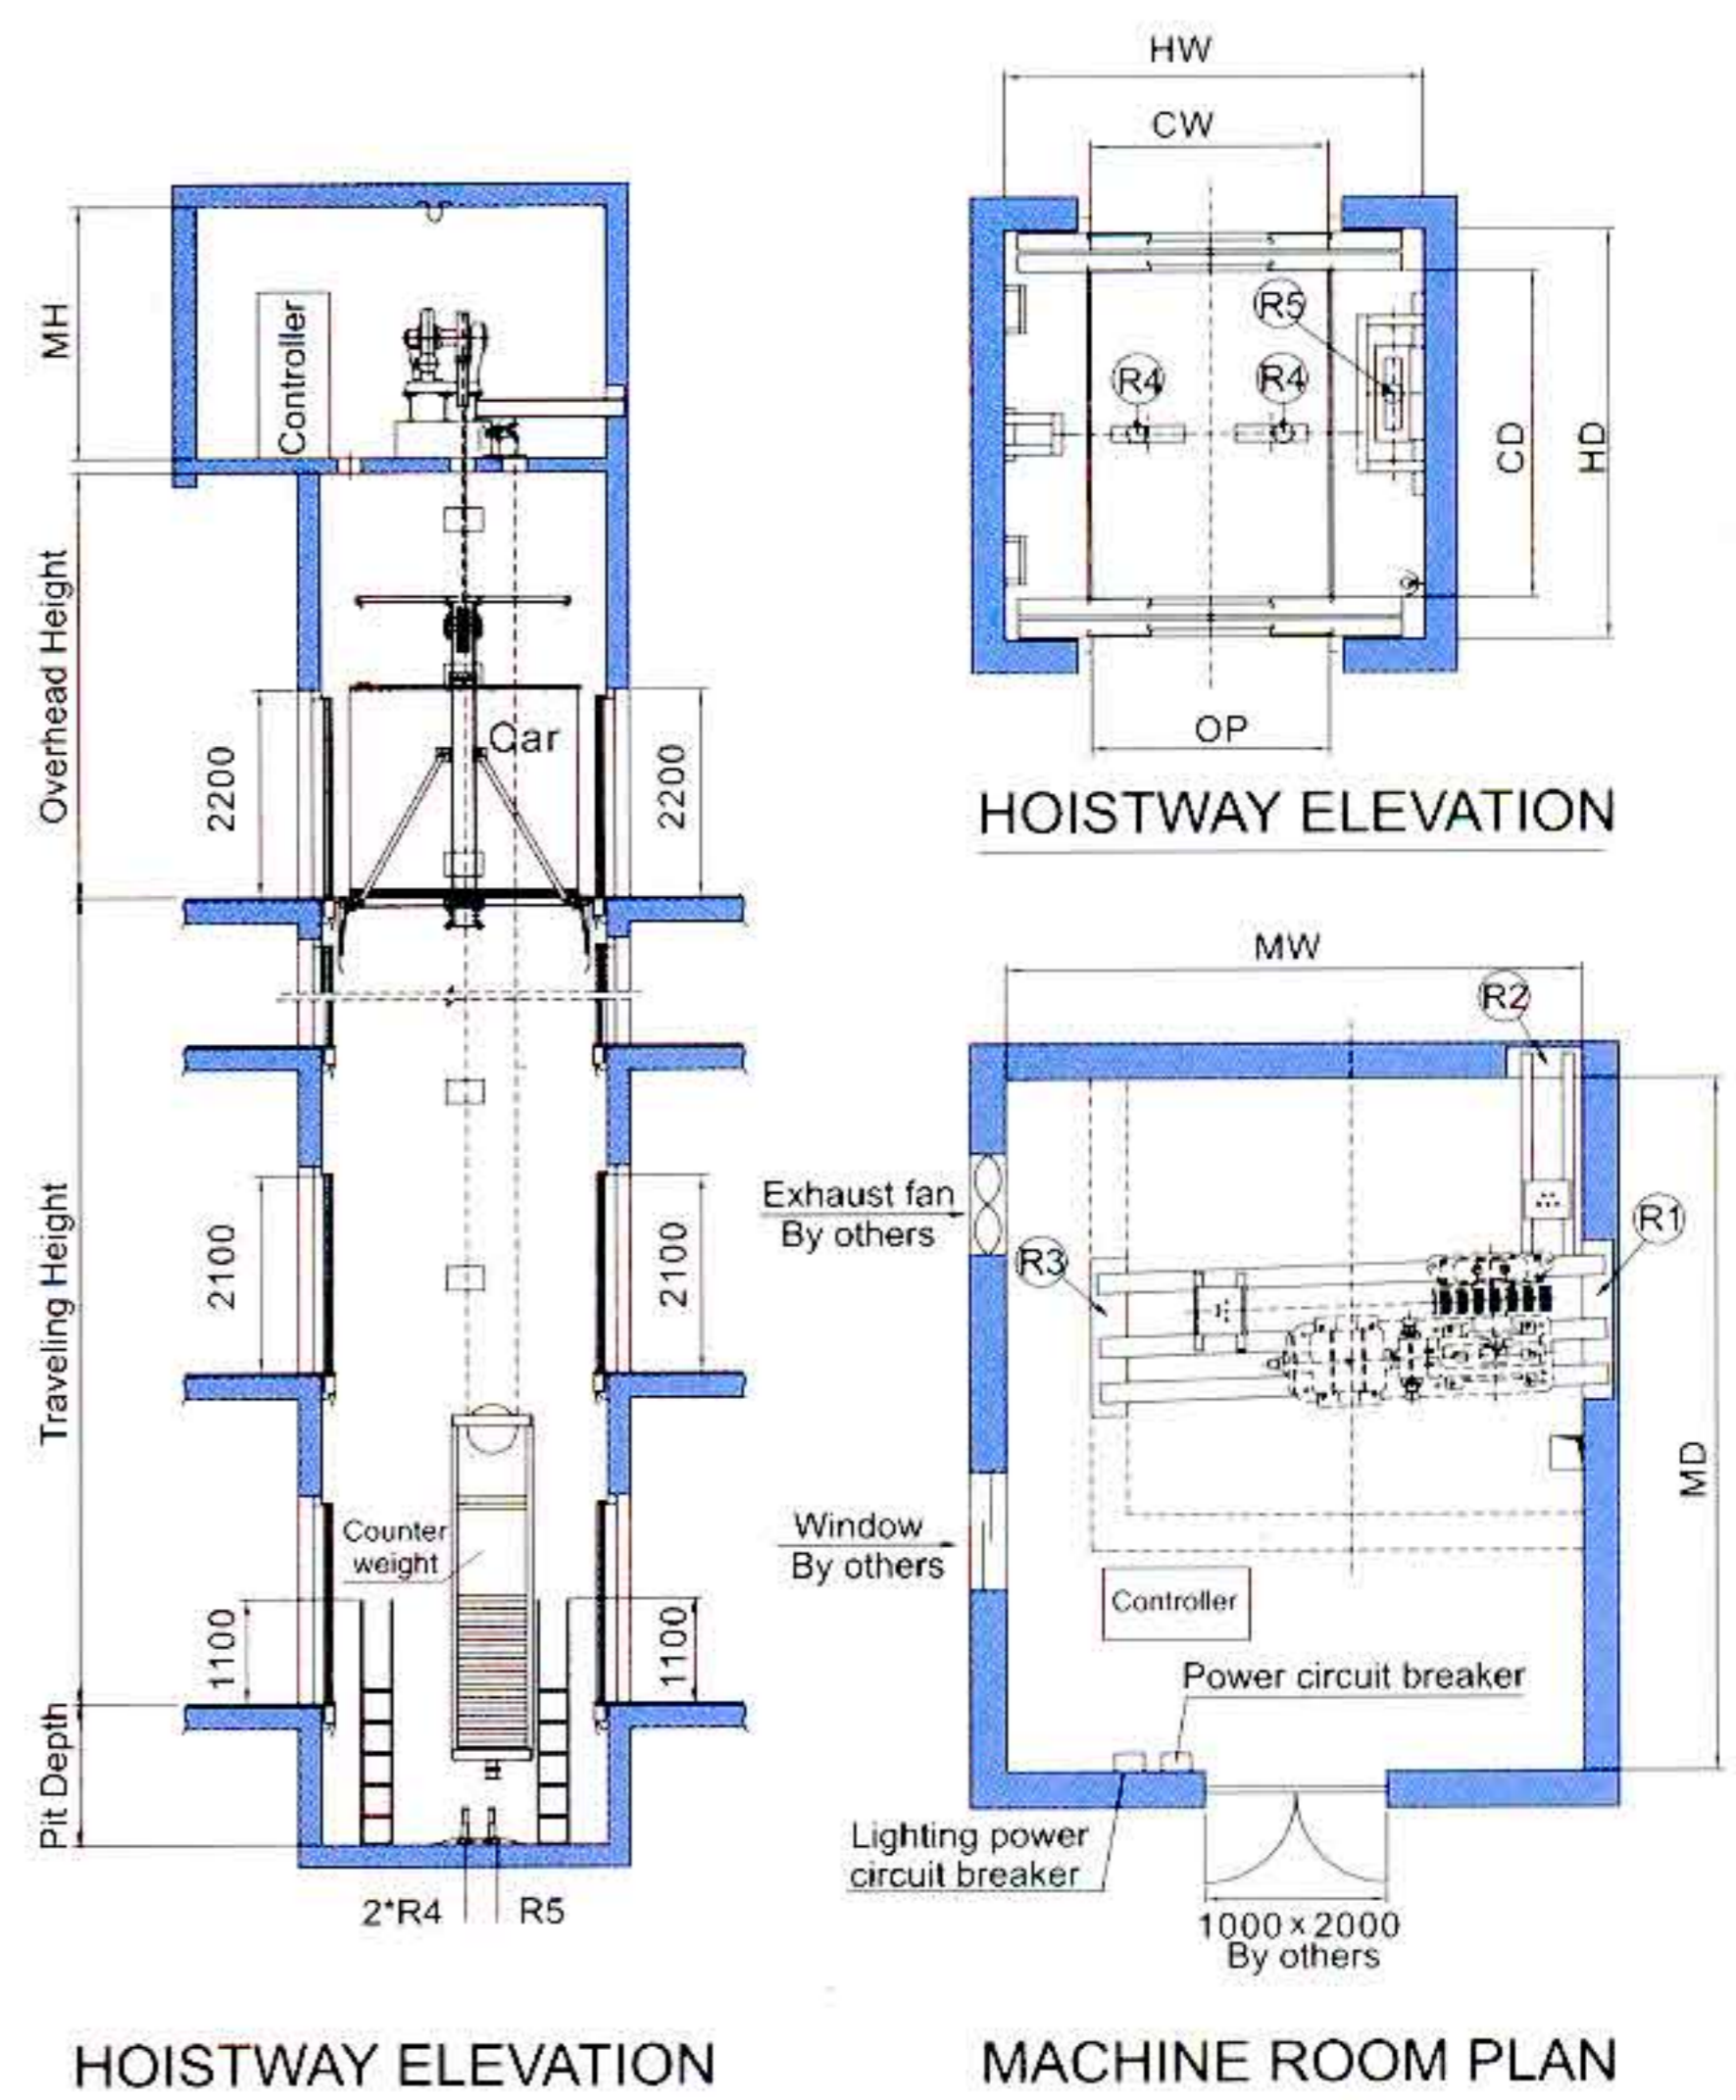 MH
Controller
Overhead Height
2200
Car
2200
Traveling Height
2100
2100
Counter
weight
1100
1100
Pit Depth
2*R4
R5
HOISTWAY ELEVATION
HW
CW
R5
R4
R4
CD
HD
OP
HOISTWAY ELEVATION
MW
R2
Exhaust fan
By others
R3
R1
MD
Window
By others
Controller
Power circuit breaker
Lighting power
circuit breaker
1000×2000
By others
MACHINE ROOM PLAN